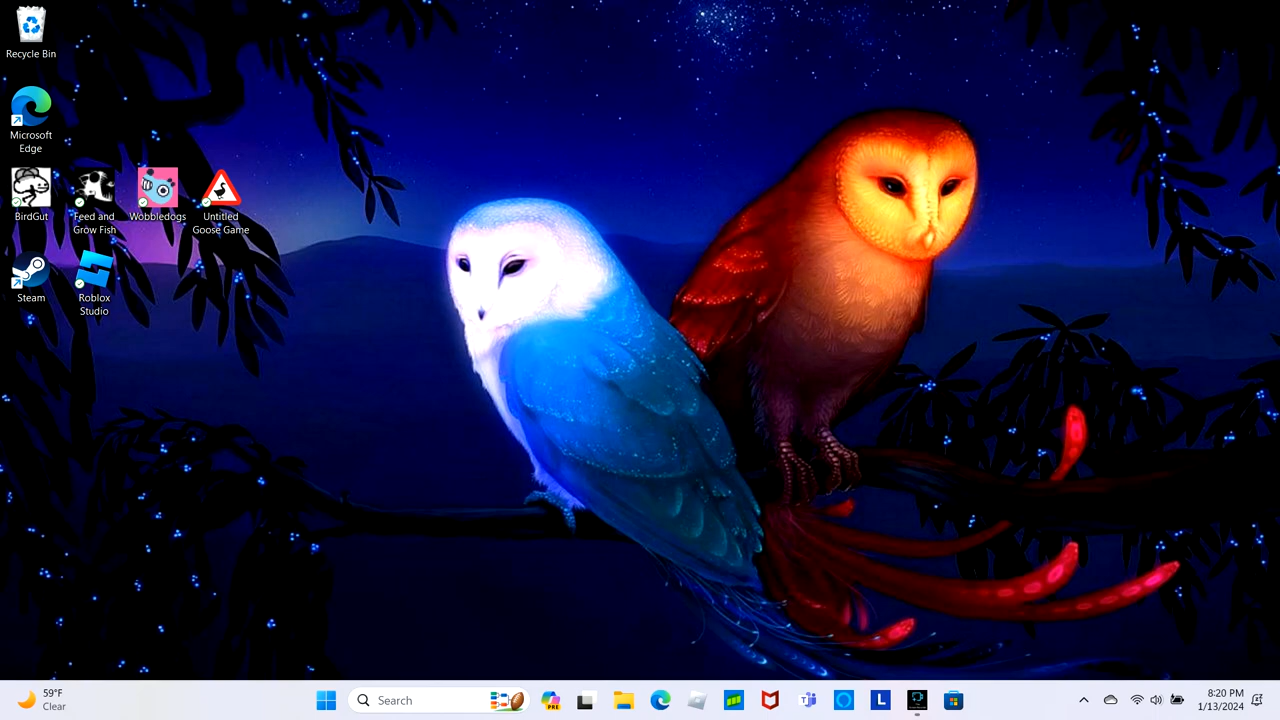 Recycle Bin
Microsoft
Edge
BirdGut
Feed and
Grow Fish
Wobbledogs
Untitled
Goose Game
Steam
Roblox
Studio
59°F
Clear
Search
PRE
T
L
8:20 PM
1/13/2024